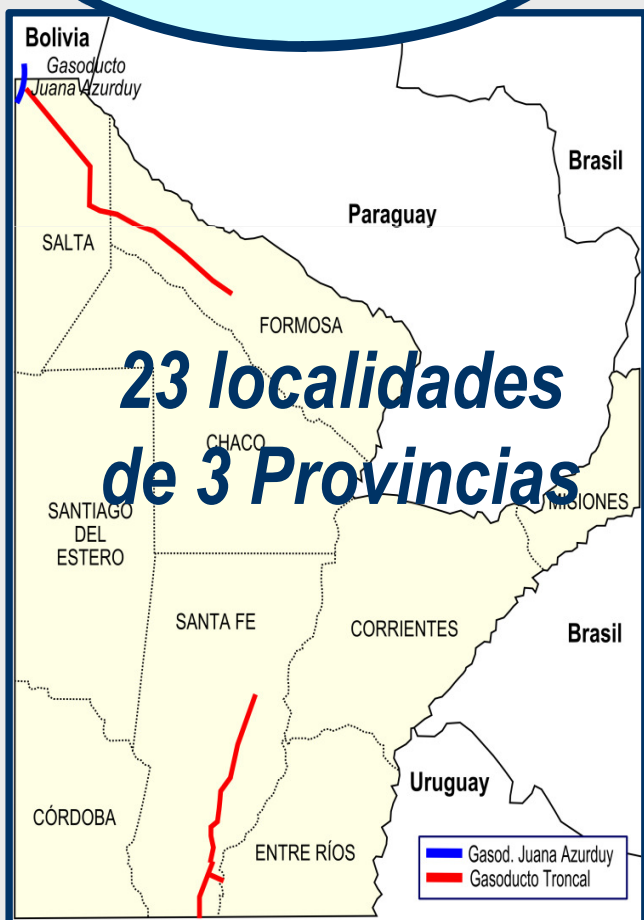 Bolivia
Gasoducto
Juana Azurduy
Brasil
Paraguay
SALTA
FORMOSA
23 localidades
CHACO
de 3 Provincias
MISIONES
SANTIAGO
DEL
ESTERO
SANTA FE
CORRIENTES
Brasil
Uruguay
CÓRDOBA
ENTRE RÍOS
Gasod. Juana Azurduy
Gasoducto Troncal